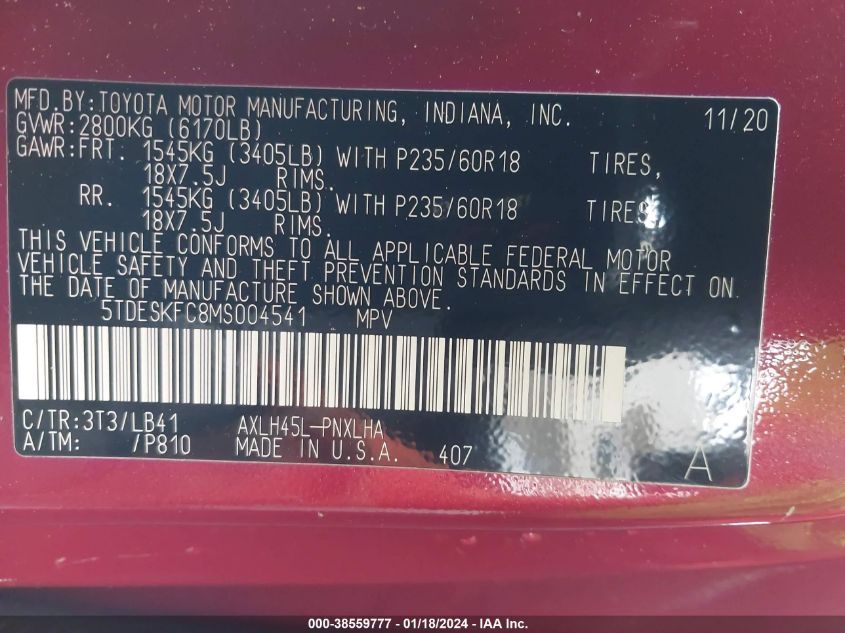 MFD.BY:TOYOTA MOTOR MANUFACTURING, INDIANA, INC. 11/20
GVWR:2800KG (6170LB)
GAWR:FRT. 1545KG (3405LB) WITH P235/60R18 TIRES,
18X7.5J RIMS.
RR. 1545KG (3405LB) WITH P235/60R18 TIRES,
18X7.5J RIMS.
THIS VEHICLE CONFORMS TO ALL APPLICABLE FEDERAL MOTOR
VEHICLE SAFETY AND THEFT PREVENTION STANDARDS IN EFFECT ON
THE DATE OF MANUFACTURE SHOWN ABOVE.
5TDESKFC8MS004541 MPV
C/TR:3T3/LB41 AXLH45L-PNXLHA
A/TM: /P810 MADE IN U.S.A. 407 A
000-38559777 — 01/18/2024 — IAA Inc.